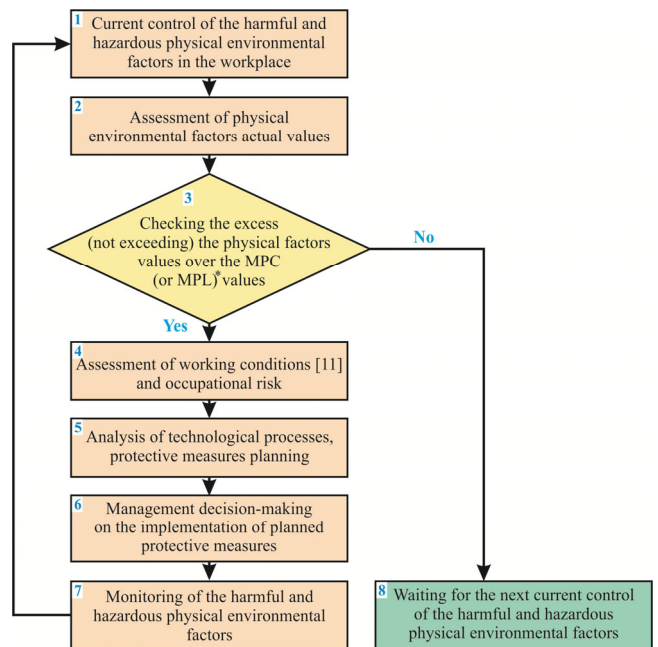 1
Current control of the harmful and
hazardous physical environmental
factors in the workplace
2
Assessment of physical
environmental factors actual values
3
Checking the excess
(not exceeding) the physical factors
values over the MPC
(or MPL)* values
No
Yes
4
Assessment of working conditions [11]
and occupational risk
5
Analysis of technological processes,
protective measures planning
6
Management decision-making
on the implementation of planned
protective measures
7
Monitoring of the harmful and
hazardous physical environmental
factors
8
Waiting for the next current control
of the harmful and hazardous
physical environmental factors